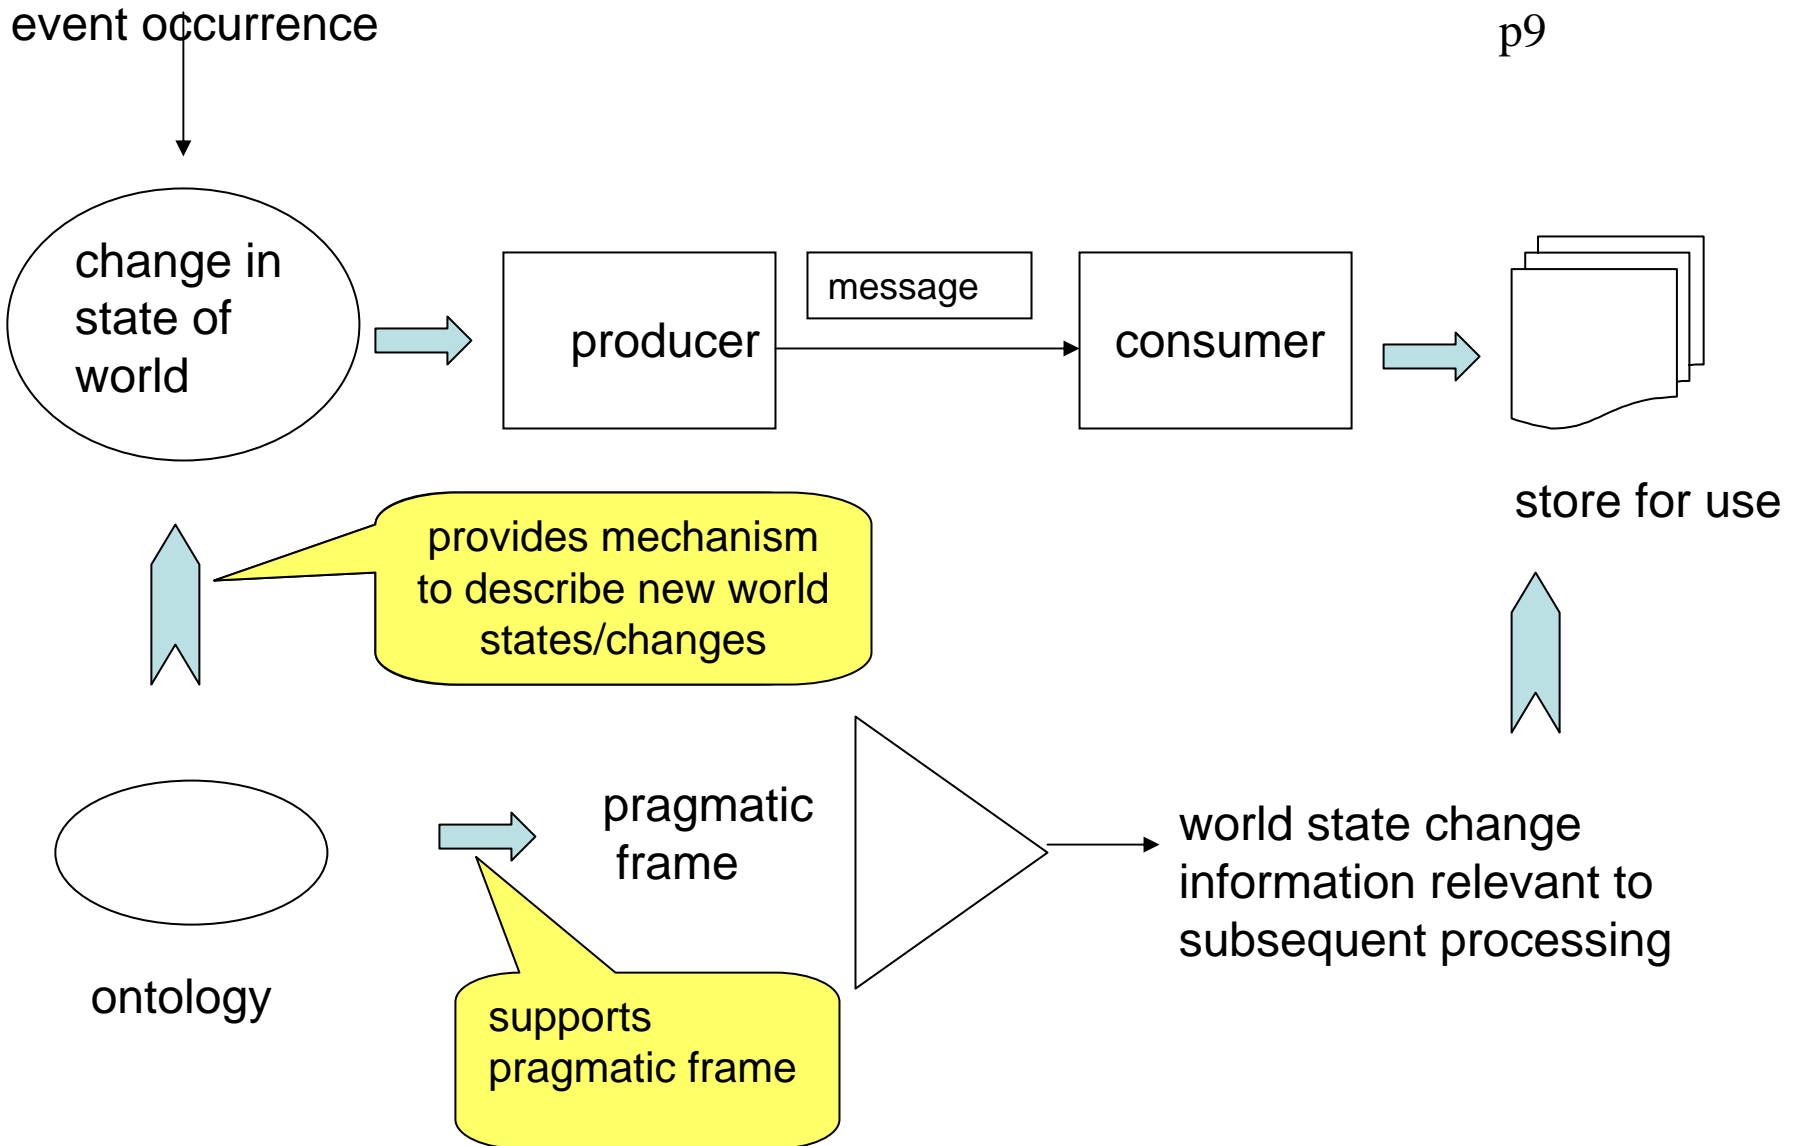 event occurrence
p9
change in
state of
world
producer
message
consumer
store for use
provides mechanism
to describe new world
states/changes
pragmatic
frame
world state change
information relevant to
subsequent processing
ontology
supports
pragmatic frame